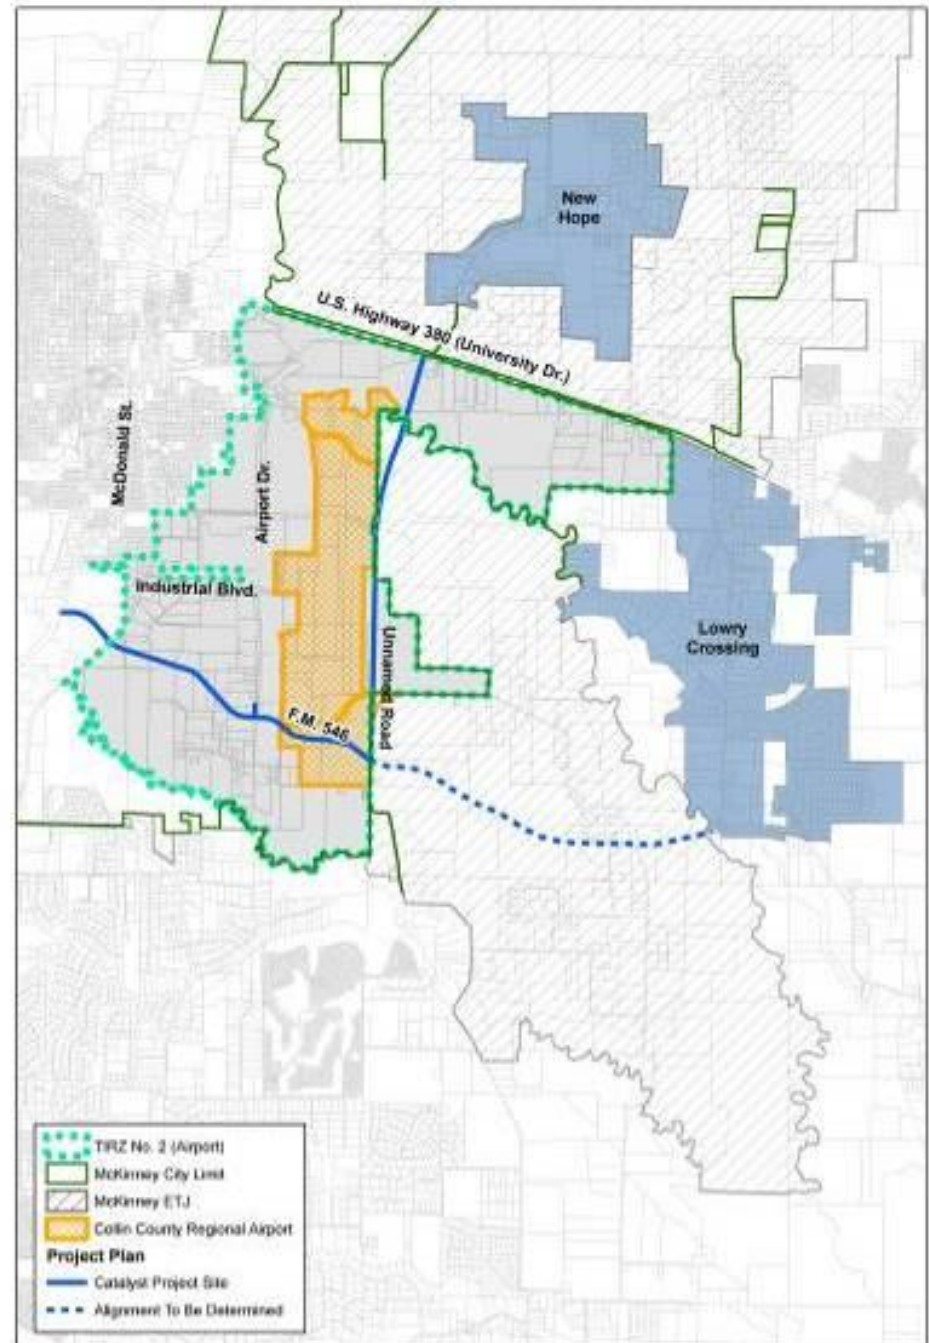 New
Hope
U.S. Highway 380 (University Dr.)
McDonald St.
Airport Dr.
Industrial Blvd.
Unnamed Road
Lowry
Crossing
F.M. 546
TIRZ No. 2 (Airport)
McKinney City Limit
McKinney ETJ
Collin County Regional Airport
Project Plan
Catalyst Project Site
Alignment To Be Determined